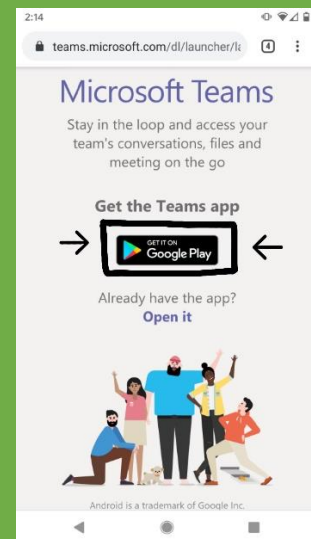 2:14
teams.microsoft.com/dl/launcher/la
4
Microsoft Teams
Stay in the loop and access your
team's conversations, files and
meeting on the go
Get the Teams app
GET IT ON
Google Play
Already have the app?
Open it
Android is a trademark of Google Inc.